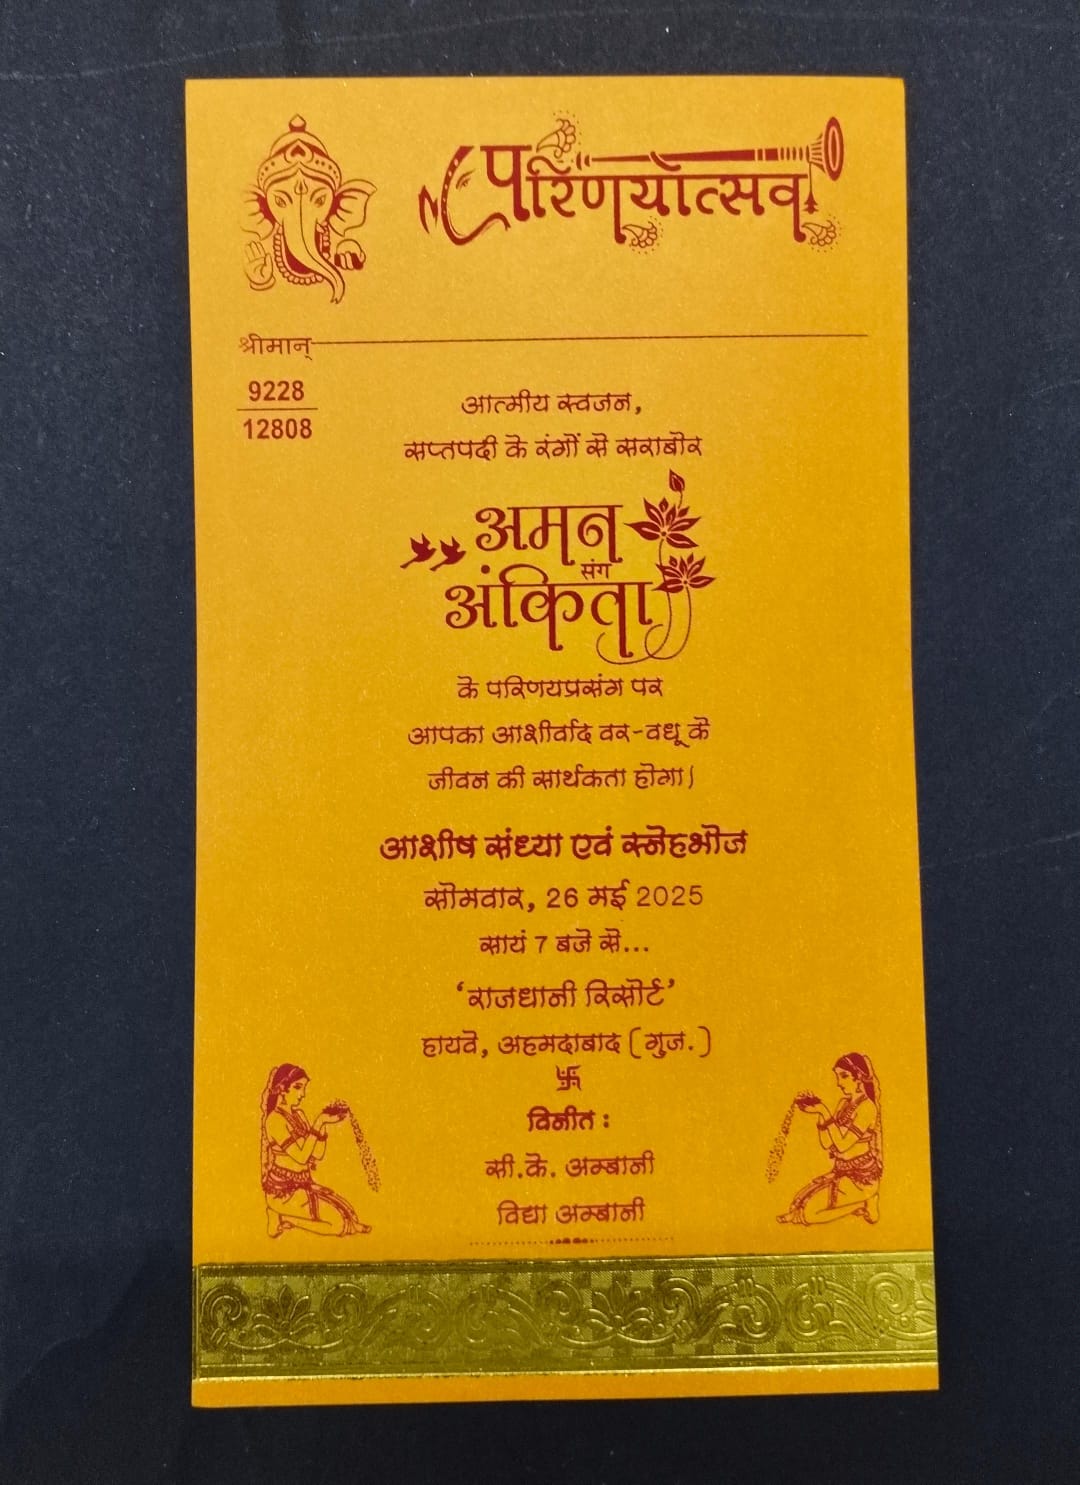 परिणयोत्सव
श्रीमान्
9228
12808
आत्मीय स्वजन,
सप्तपदी के रंगों से सराबोर
अमन
संग
अंकिता
के परिणयप्रसंग पर
आपका आशीर्वाद वर-वधू के
जीवन की सार्थकता होगा।
आशीष संध्या एवं स्नेहभोज
सोमवार, 26 मई 2025
सायं 7 बजे से...
‘राजधानी रिसोर्ट’
हायवे, अहमदाबाद (गुज.)
卐
विनीत :
सी.के. अम्बानी
विद्या अम्बानी